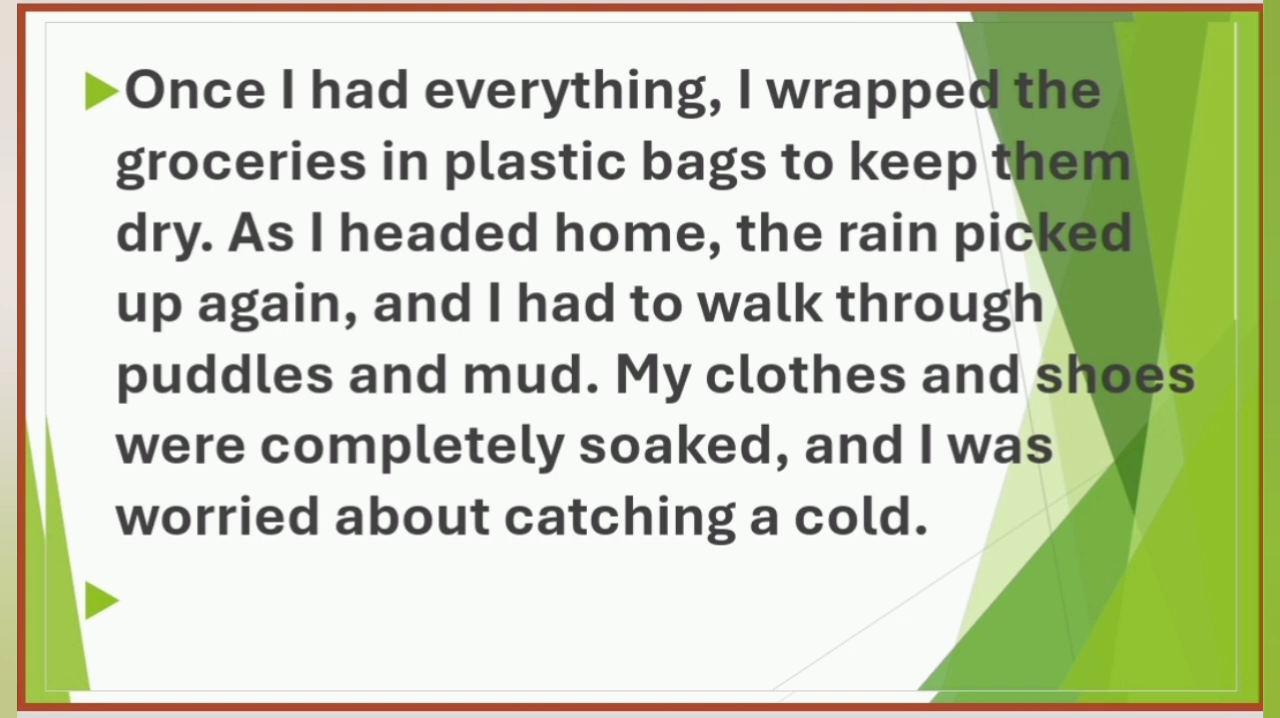 Once I had everything, I wrapped the
groceries in plastic bags to keep them
dry. As I headed home, the rain picked
up again, and I had to walk through
puddles and mud. My clothes and shoes
were completely soaked, and I was
worried about catching a cold.